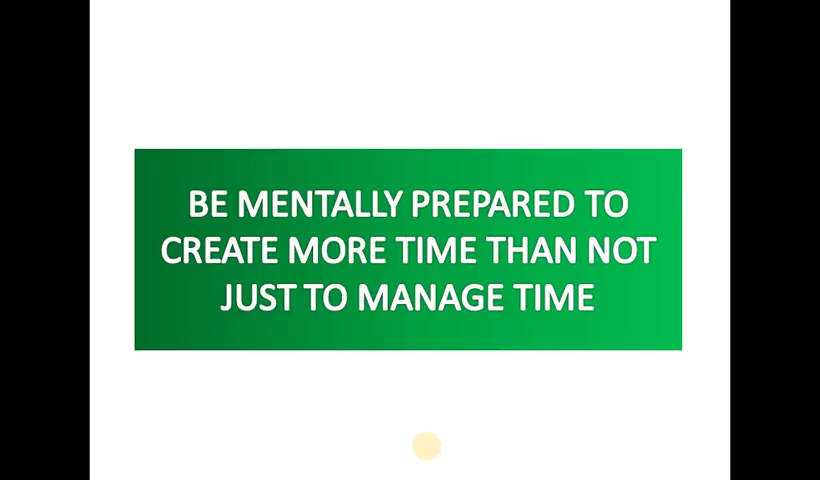 BE MENTALLY PREPARED TO
CREATE MORE TIME THAN NOT
JUST TO MANAGE TIME